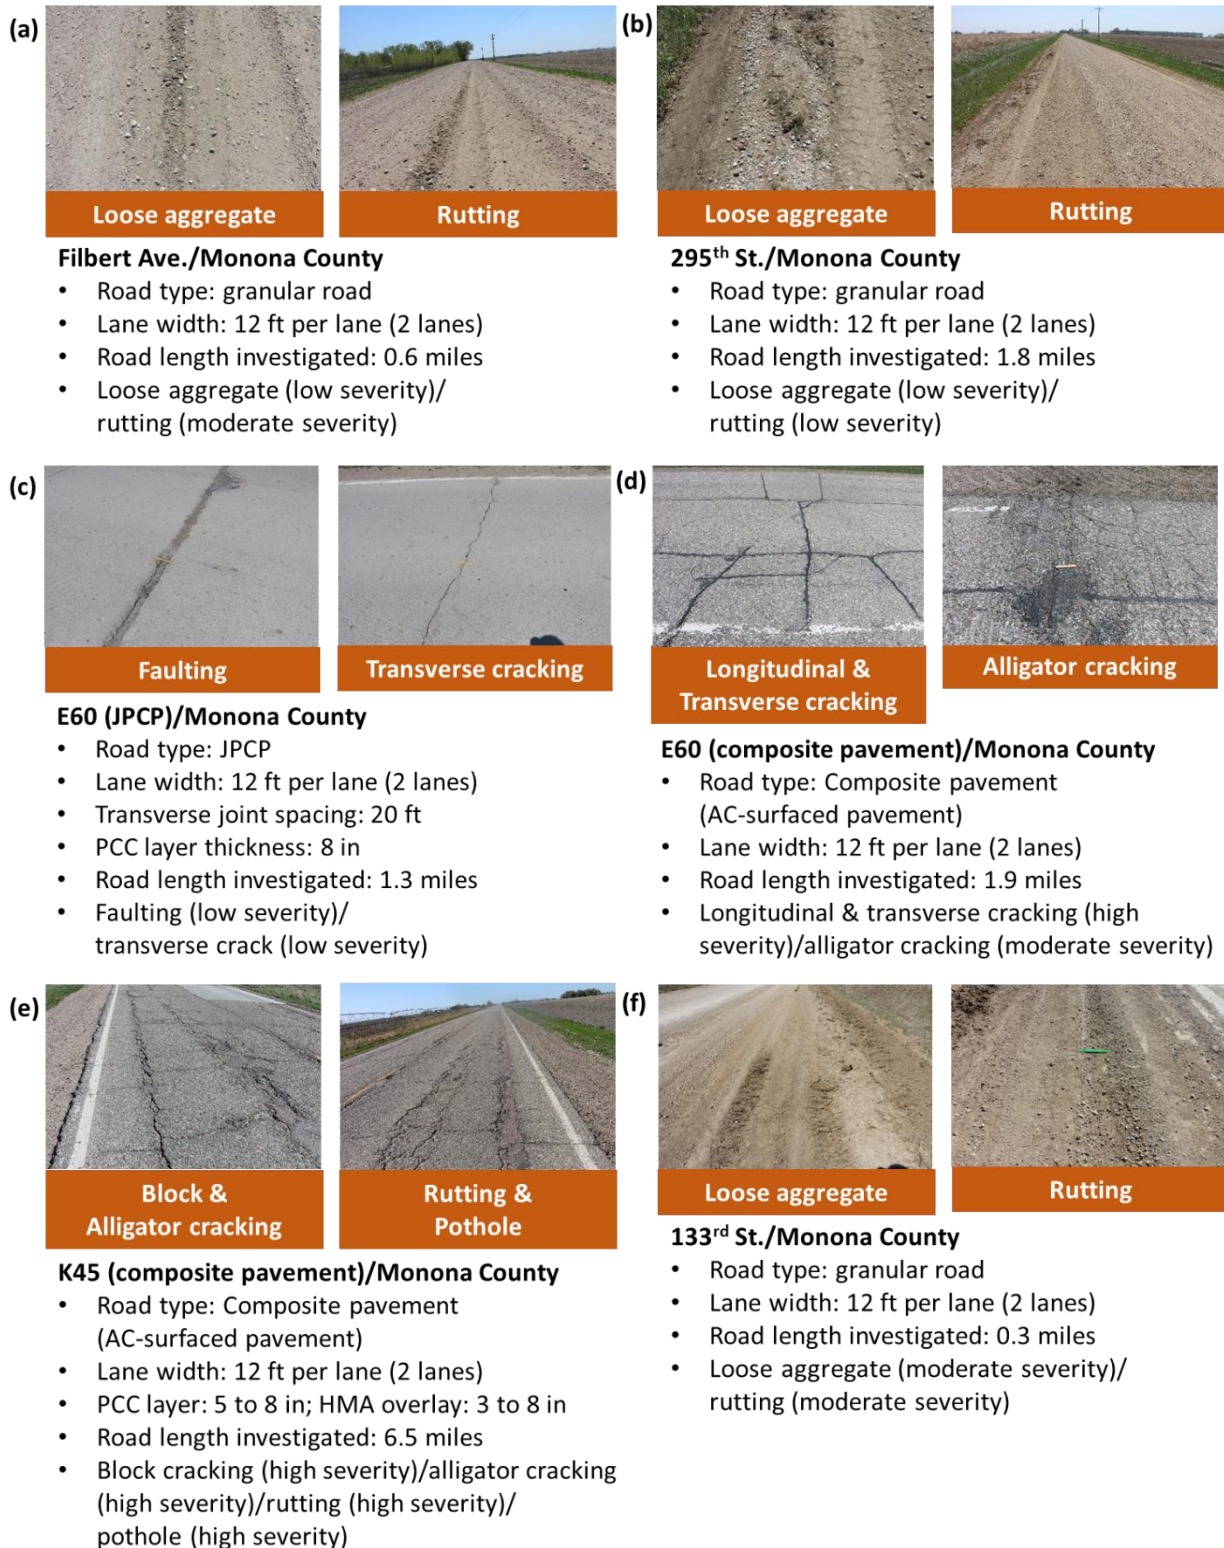 (a)
Loose aggregate
Rutting
Filbert Ave./Monona County
• Road type: granular road
• Lane width: 12 ft per lane (2 lanes)
• Road length investigated: 0.6 miles
• Loose aggregate (low severity)/
rutting (moderate severity)
(b)
Loose aggregate
Rutting
295th St./Monona County
• Road type: granular road
• Lane width: 12 ft per lane (2 lanes)
• Road length investigated: 1.8 miles
• Loose aggregate (low severity)/
rutting (low severity)
(c)
Faulting
Transverse cracking
E60 (JPCP)/Monona County
• Road type: JPCP
• Lane width: 12 ft per lane (2 lanes)
• Transverse joint spacing: 20 ft
• PCC layer thickness: 8 in
• Road length investigated: 1.3 miles
• Faulting (low severity)/
transverse crack (low severity)
(d)
Longitudinal &
Transverse cracking
Alligator cracking
E60 (composite pavement)/Monona County
• Road type: Composite pavement
(AC-surfaced pavement)
• Lane width: 12 ft per lane (2 lanes)
• Road length investigated: 1.9 miles
• Longitudinal & transverse cracking (high
severity)/alligator cracking (moderate severity)
(e)
Block &
Alligator cracking
Rutting &
Pothole
K45 (composite pavement)/Monona County
• Road type: Composite pavement
(AC-surfaced pavement)
• Lane width: 12 ft per lane (2 lanes)
• PCC layer: 5 to 8 in; HMA overlay: 3 to 8 in
• Road length investigated: 6.5 miles
• Block cracking (high severity)/alligator cracking
(high severity)/rutting (high severity)/
pothole (high severity)
(f)
Loose aggregate
Rutting
133rd St./Monona County
• Road type: granular road
• Lane width: 12 ft per lane (2 lanes)
• Road length investigated: 0.3 miles
• Loose aggregate (moderate severity)/
rutting (moderate severity)